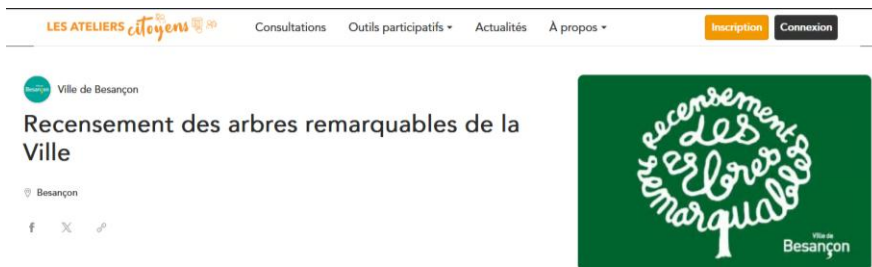 LES ATELIERS citoyens
Consultations
Outils participatifs
Actualités
À propos
Inscription
Connexion
Besançon
Ville de Besançon
Recensement des arbres remarquables de la
Ville
Besançon
recensement
des
arbres
remarquables
Ville de
Besançon